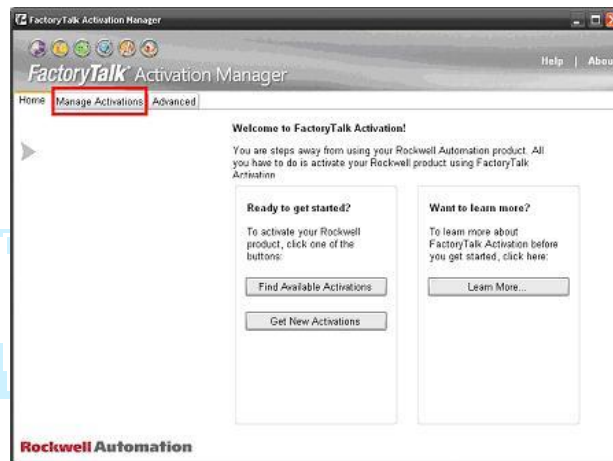 FactoryTalk Activation Manager
FactoryTalk Activation Manager
Help | Abou
Home Manage Activations Advanced
Welcome to FactoryTalk Activation!
You are steps away from using your Rockwell Automation product. All
you have to do is activate your Rockwell product using FactoryTalk
Activation
Ready to get started?
To activate your Rockwell
product, click one of the
buttons:
Find Available Activations
Get New Activations
Want to learn more?
To learn more about
FactoryTalk Activation before
you get started, click here:
Learn More...
Rockwell Automation